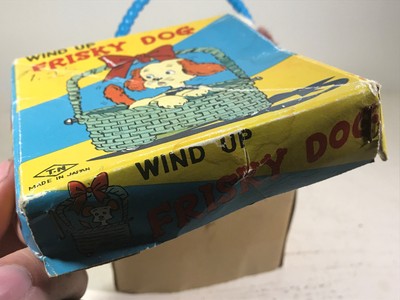 WIND UP
FRISKY DOG
T.N
MADE IN JAPAN
WIND UP
FRISKY DOG